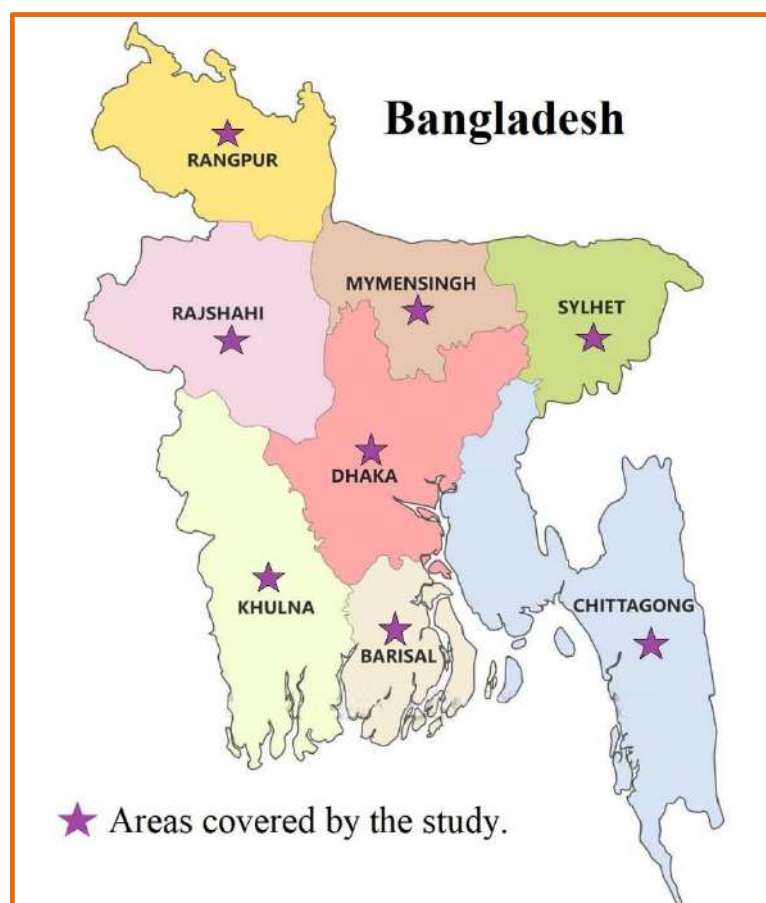 Bangladesh
RANGPUR
MYMENSINGH
RAJSHAHI
SYLHET
DHAKA
KHULNA
CHITTAGONG
BARISAL
Areas covered by the study.